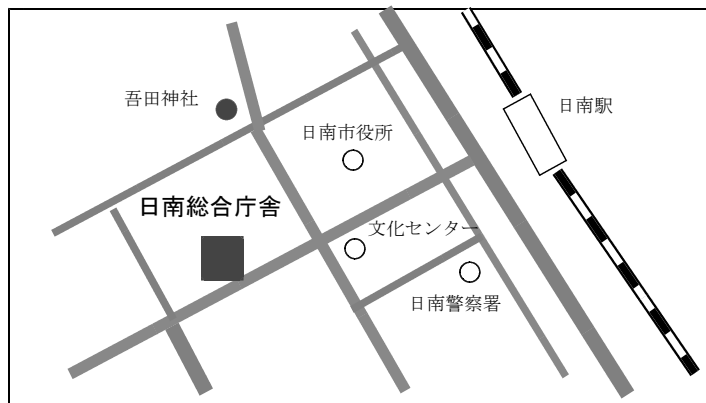 吾田神社
日南駅
日南市役所
日南総合庁舎
文化センター
日南警察署